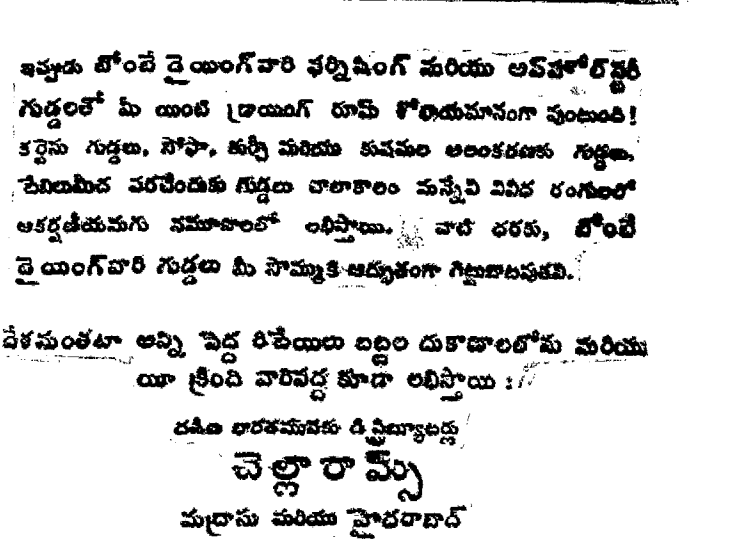 ఇప్పుడు బోంబే డైయింగ్‌వారి ఫర్నిషింగ్ మరియు అప్‌హోల్‌స్టరీ
గుడ్డలతో మీ యింటి డ్రాయింగ్ రూమ్ శోభాయమానంగా వుంటుంది!
కర్టెను గుడ్డలు, సోఫా, కుర్చీ మరియు కుషనుల అలంకరణకు గుడ్డలు,
టేబిలుమీద పరచేందుకు గుడ్డలు చాలాకాలం మన్నేవి వివిధ రంగులలో
ఆకర్షణీయమగు నమూనాలలో లభిస్తాయి. వాటి ధరకు, బోంబే
డైయింగ్‌వారి గుడ్డలు మీ సొమ్ముకి అద్భుతంగా గిట్టుబాటవుతవి.
దేశమంతటా అన్ని పెద్ద రిటేయిలు బట్టల దుకాణాలలోను మరియు
యీ క్రింది వారివద్ద కూడా లభిస్తాయి :
దక్షిణ భారతమువకు డిస్ట్రిబ్యూటర్లు
చెల్లారామ్స్
మద్రాసు మరియు హైదరాబాద్